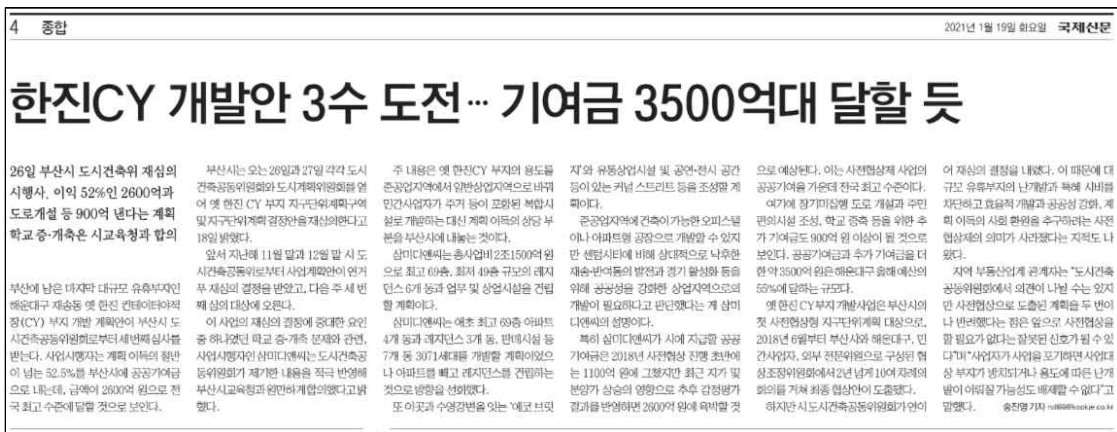 4 종합
2021년 1월 19일 화요일 국제신문
한진CY 개발안 3수 도전… 기여금 3500억대 달할 듯
26일 부산시 도시건축위 재심의
시행사, 이익 52%인 2600억과
도로개설 등 900억 낸다는 계획
학교 증·개축은 시교육청과 합의
부산에 남은 마지막 대규모 유휴부지인
해운대구 재송동 옛 한진 컨테이너야적
장(CY) 부지 개발 계획안이 부산시 도
시건축공동위원회로부터 세 번째 심사를
받는다. 사업시행자는 계획 이득의 절반
이 넘는 52.5%를 부산시에 공공기여금
으로 내는데, 금액이 2600억 원으로 전
국 최고 수준에 달할 것으로 보인다.
부산시는 오는 26일과 27일 각각 도시
건축공동위원회와 도시계획위원회를 열
어 옛 한진 CY 부지 지구단위계획구역
및 지구단위계획 결정안을 재심의한다고
18일 밝혔다.
앞서 지난해 11월 말과 12월 말 시 도
시건축공동위로부터 사업계획안이 연거
푸 재심의 결정을 받았고, 다음 주 세 번
째 심의 대상에 오른다.
이 사업의 재심의 결정에 중대한 요인
중 하나였던 학교 증·개축 문제와 관련,
사업시행자인 삼미디앤씨는 도시건축공
동위원회가 제기한 내용을 적극 반영해
부산시교육청과 원만하게 합의했다고 밝
혔다.
주 내용은 옛 한진CY 부지의 용도를
준공업지역에서 일반상업지역으로 바꿔
민간사업자가 주거 등이 포함된 복합시
설로 개발하는 대신 계획 이득의 상당 부
분을 부산시에 내놓는 것이다.
삼미디앤씨는 총사업비 2조1500억 원
으로 최고 69층, 최저 49층 규모의 레지
던스 6개 동과 업무 및 상업시설을 건립
할 계획이다.
삼미디앤씨는 애초 최고 69층 아파트
4개 동과 레지던스 3개 동, 판매시설 등
7개 동 3071세대를 개발할 계획이었으
나 아파트를 빼고 레지던스를 건립하는
것으로 방향을 선회했다.
또 이곳과 수영강변을 잇는 '에코 브릿
지'와 유통상업시설 및 공연·전시 공간
등이 있는 커널 스트리트 등을 조성할 계
획이다.
준공업지역에 건축이 가능한 오피스텔
이나 아파트형 공장으로 개발할 수 있지
만 센텀시티에 비해 상대적으로 낙후한
재송·반여동의 발전과 경기 활성화 등을
위해 공공성을 강화한 상업지역으로의
개발이 필요하다고 판단했다는 게 삼미
디앤씨의 설명이다.
특히 삼미디앤씨가 시에 지급할 공공
기여금은 2018년 사전협상 진행 초반에
는 1100억 원에 그쳤지만 최근 지가 및
분양가 상승의 영향으로 추후 감정평가
결과를 반영하면 2600억 원에 육박할 것
으로 예상된다. 이는 사전협상제 사업의
공공기여율 가운데 전국 최고 수준이다.
여기에 장기미집행 도로 개설과 주민
편의시설 조성, 학교 증축 등을 위한 추
가 기여금도 900억 원 이상이 될 것으로
보인다. 공공기여금과 추가 기여금을 더
한 약 3500억 원은 해운대구 올해 예산의
55%에 달하는 규모다.
옛 한진 CY 부지 개발사업은 부산시의
첫 사전협상형 지구단위계획 대상으로,
2018년 6월부터 부산시와 해운대구, 민
간사업자, 외부 전문위원으로 구성된 협
상조정위원회에서 2년 넘게 10여 차례의
회의를 거쳐 최종 협상안이 도출됐다.
하지만 시 도시건축공동위원회가 연이
어 재심의 결정을 내렸다. 이 때문에 대
규모 유휴부지의 난개발과 특혜 시비를
차단하고 효율적 개발과 공공성 강화, 계
획 이득의 사회 환원을 추구하려는 사전
협상제의 의미가 사라졌다는 지적도 나
왔다.
지역 부동산업계 관계자는 "도시건축
공동위원회에서 의견이 나뉠 수는 있지
만 사전협상으로 도출된 계획을 두 번이
나 반려했다는 점은 앞으로 사전협상을
할 필요가 없다는 잘못된 신호가 될 수 있
다"며 "사업자가 사업을 포기하면 사업대
상 부지가 방치되거나 용도에 따른 난개
발이 이뤄질 가능성도 배제할 수 없다"고
말했다. 송진영 기자